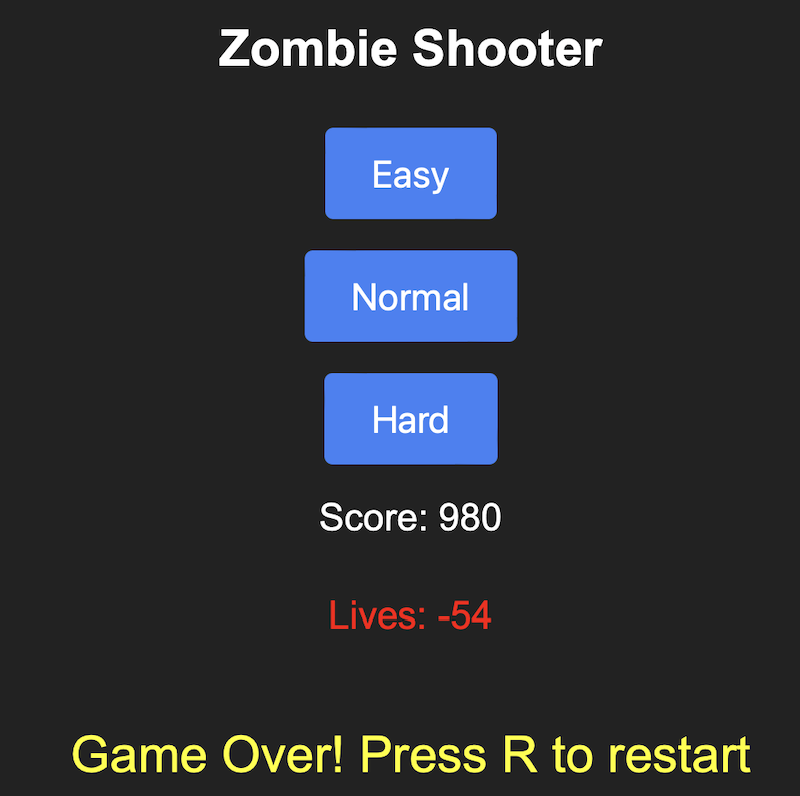 Zombie Shooter
Easy
Normal
Hard
Score: 980
Lives: -54
Game Over! Press R to restart